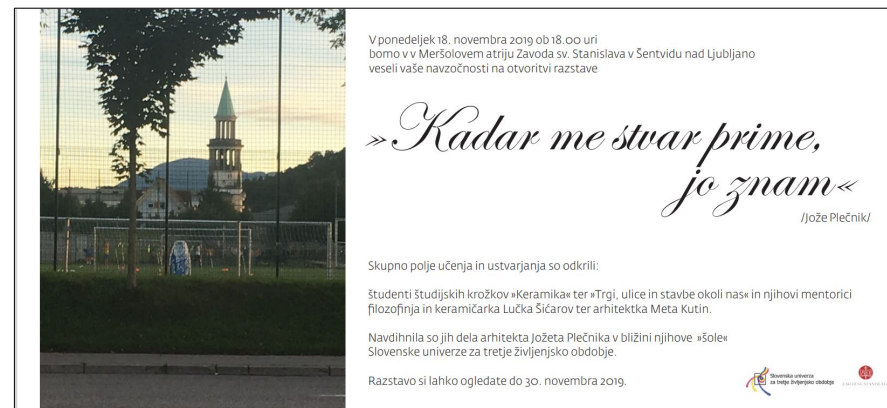 V ponedeljek 18. novembra 2019 ob 18.00 uri
bomo v v Meršolovem atriju Zavoda sv. Stanislava v Šentvidu nad Ljubljano
veseli vaše navzočnosti na otvoritvi razstave
»Kadar me stvar prime,
jo znam«
/Jože Plečnik/
Skupno polje učenja in ustvarjanja so odkrili:
študenti študijskih krožkov »Keramika« ter »Trgi, ulice in stavbe okoli nas« in njihovi mentorici
filozofinja in keramičarka Lučka Šićarov ter arhitektka Meta Kutin.
Navdihnila so jih dela arhitekta Jožeta Plečnika v bližini njihove »šole«
Slovenske univerze za tretje življenjsko obdobje.
Razstavo si lahko ogledate do 30. novembra 2019.
Slovenska univerza
za tretje življenjsko obdobje